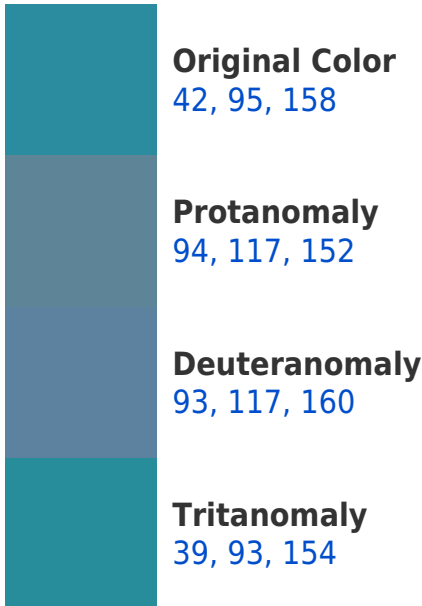 Original Color
42, 95, 158
Protanomaly
94, 117, 152
Deuteranomaly
93, 117, 160
Tritanomaly
39, 93, 154